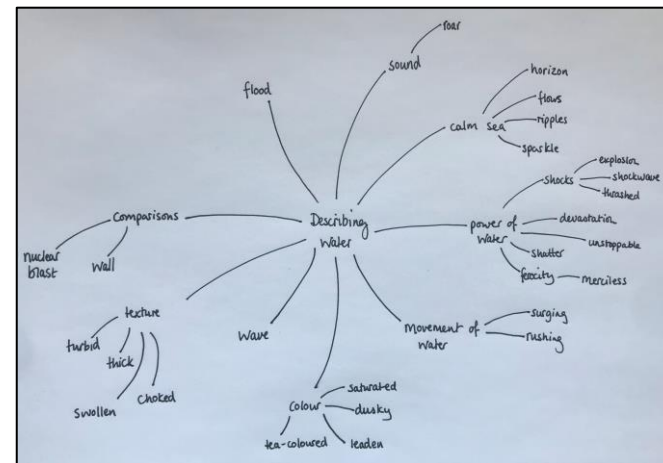 roar
sound
flood
horizon
flows
calm sea
ripples
sparkle
explosion
shocks
shockwave
thrashed
Comparisons
Describing
Water
power of
Water
devastation
unstoppable
shatter
nuclear
blast
Wall
ferocity
merciless
texture
turbid
thick
Swollen
choked
Wave
Movement of
Water
surging
rushing
Colour
saturated
dusky
tea-coloured
leaden